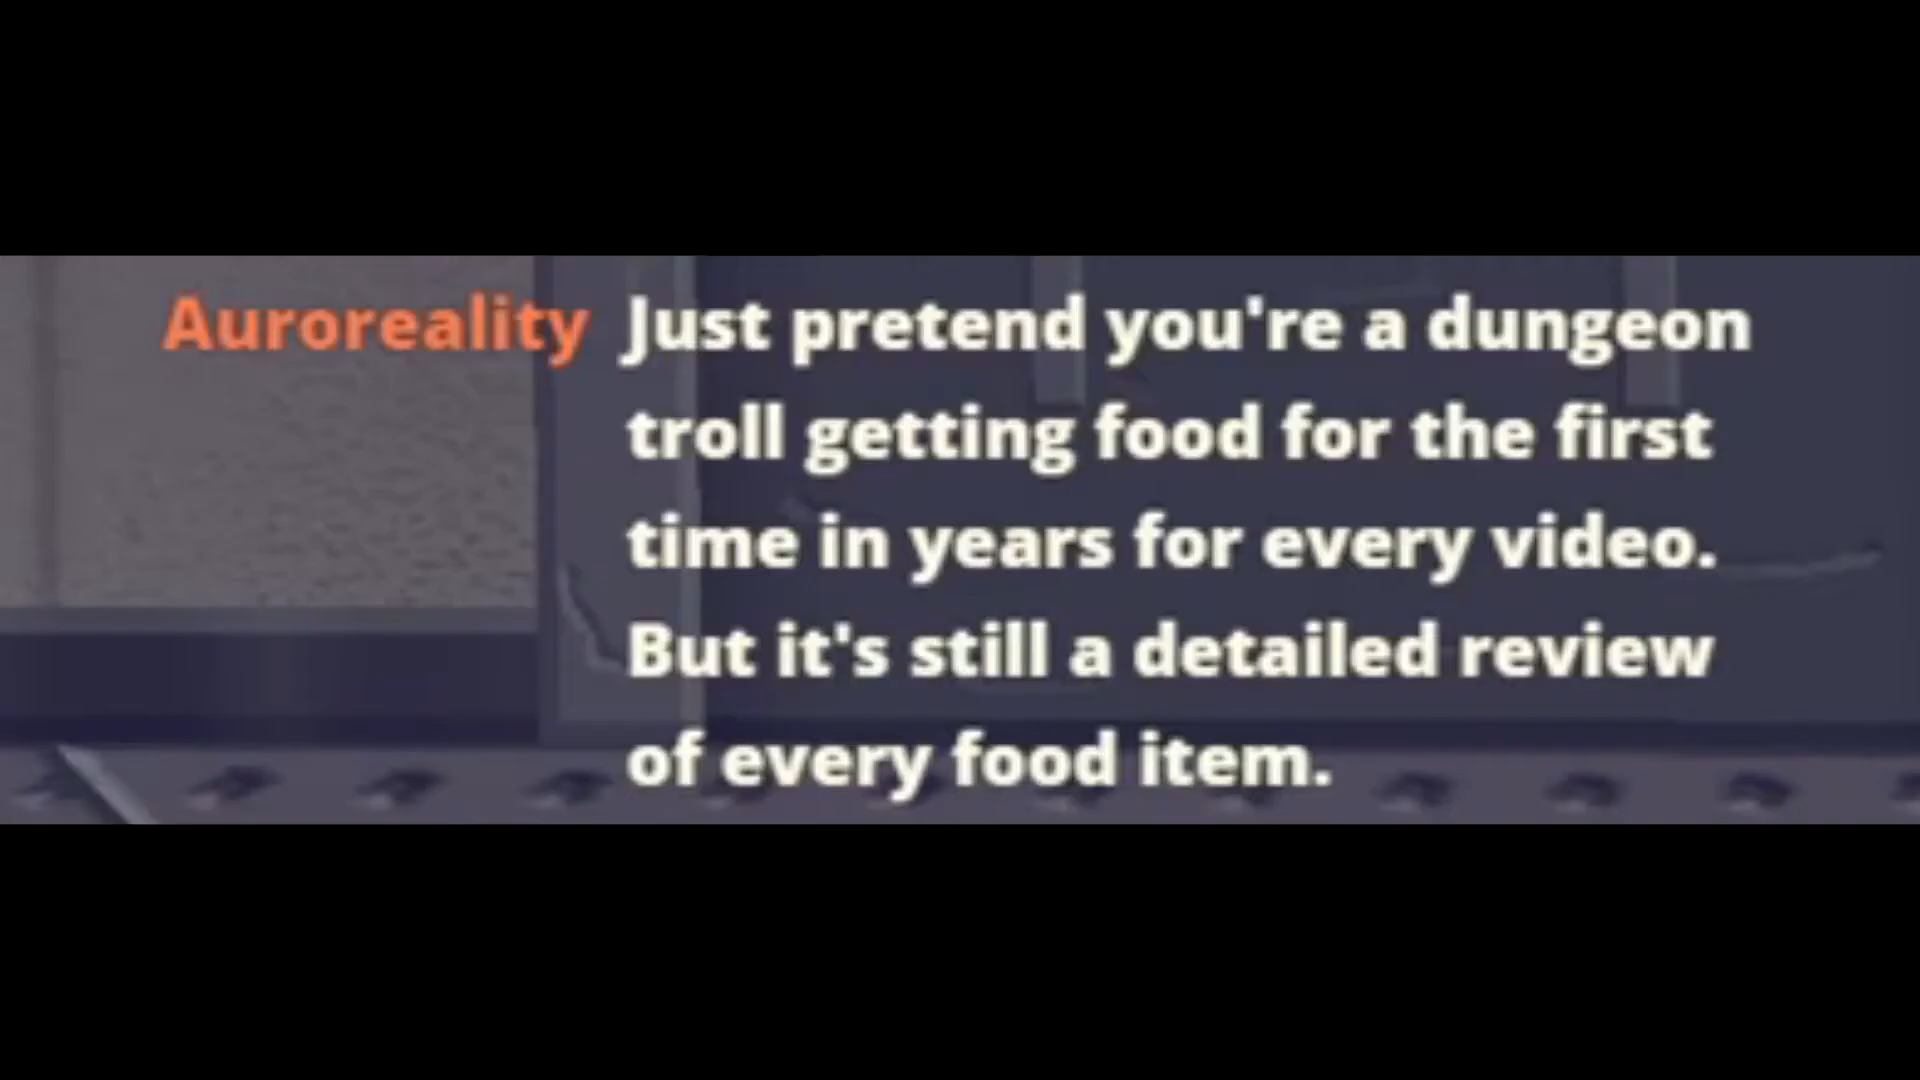 Auroreality Just pretend you're a dungeon
troll getting food for the first
time in years for every video.
But it's still a detailed review
of every food item.